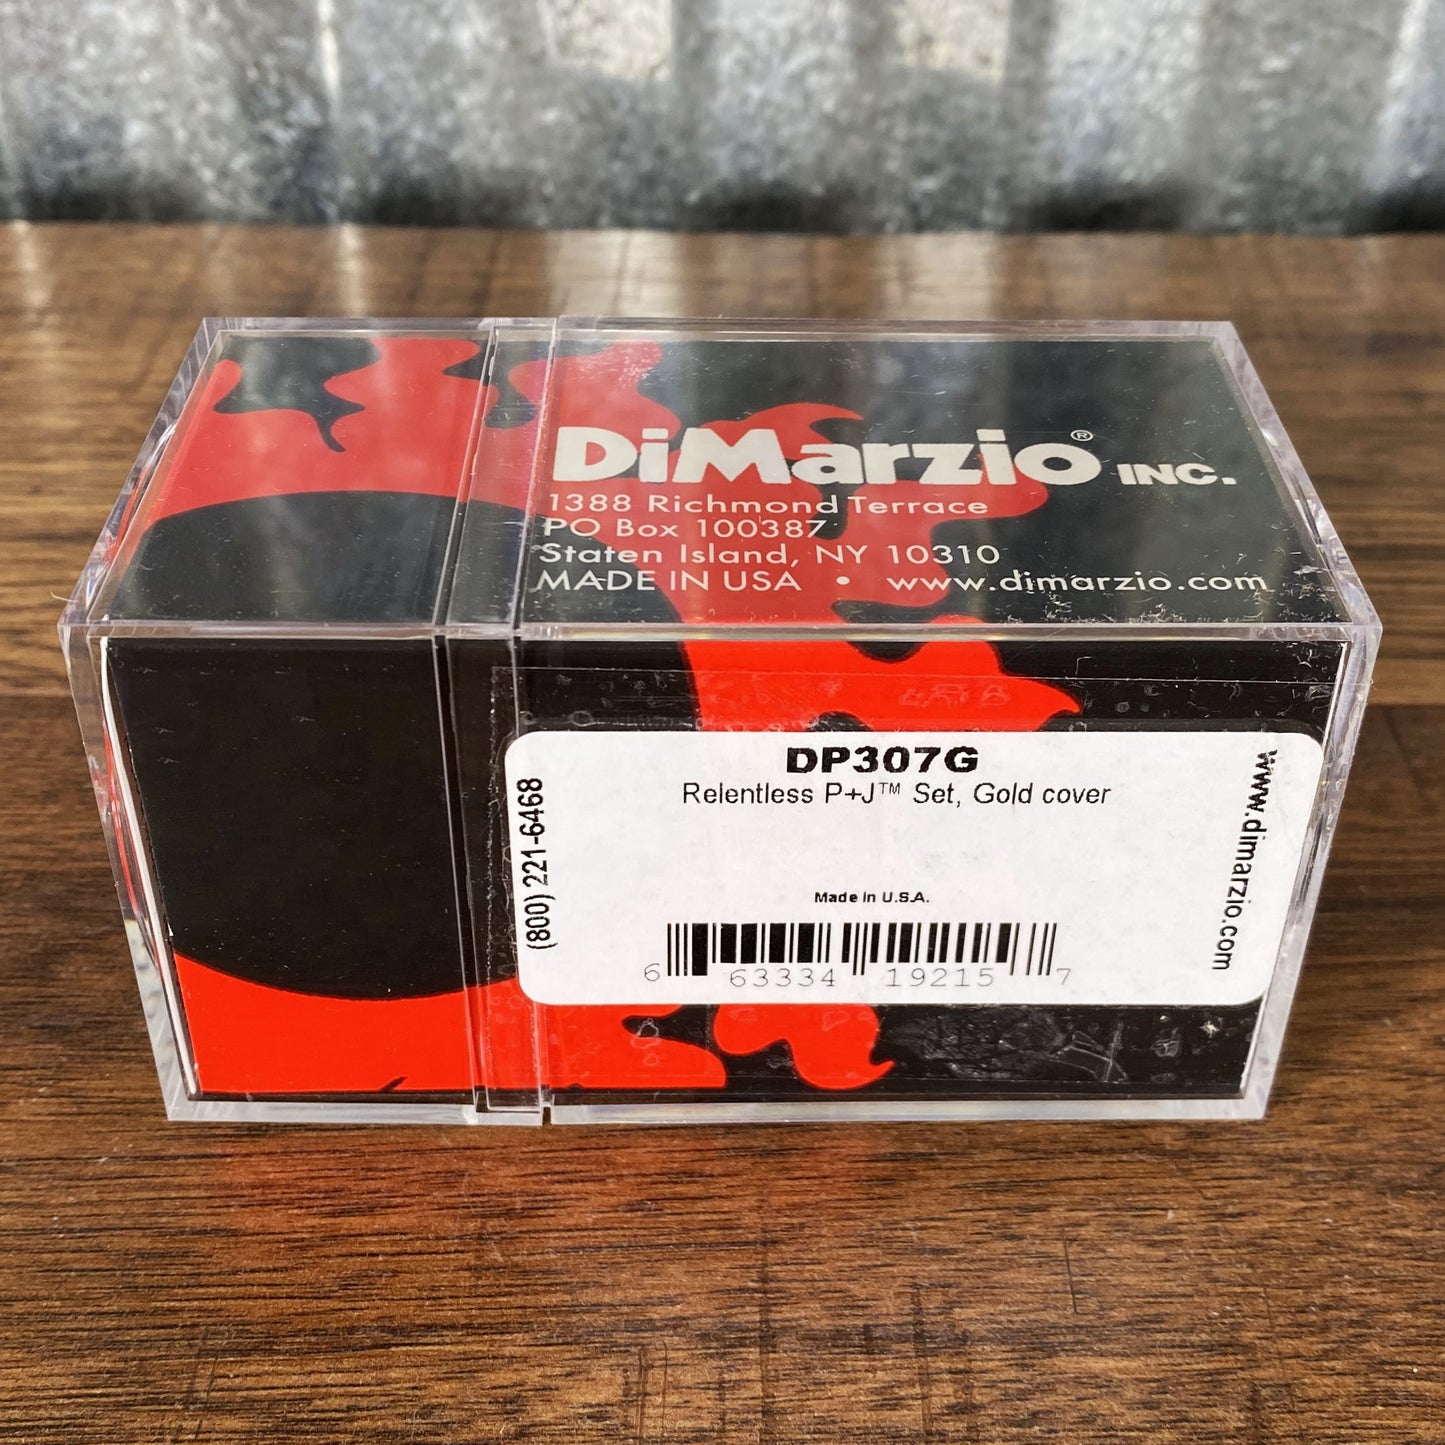 DiMarzio® INC.
1388 Richmond Terrace
PO Box 100387
Staten Island, NY 10310
MADE IN USA • www.dimarzio.com
DP307G
Relentless P+J™ Set, Gold cover
(800) 221-6468
www.dimarzio.com
Made in U.S.A.
6 63334 19215 7